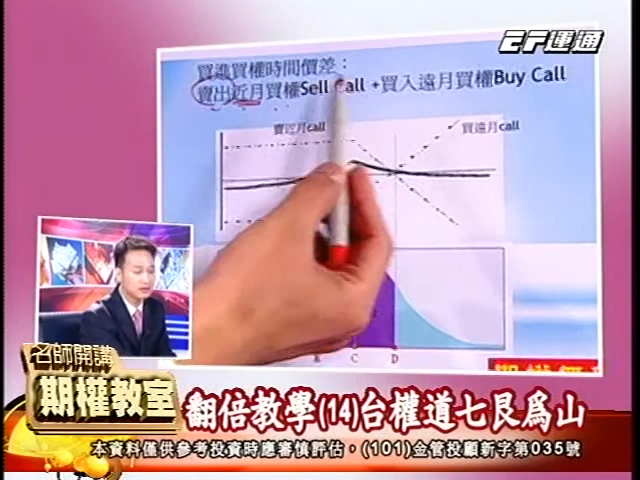 EF運通
買進買權時間價差：
賣出近月買權Sell Call +買入遠月買權Buy Call
賣近月call
買遠月call
C D
名師開講
期權教室
翻倍教學(14)台權道七艮為山
本資料僅供參考投資時應審慎評估，(101)金管投顧新字第035號